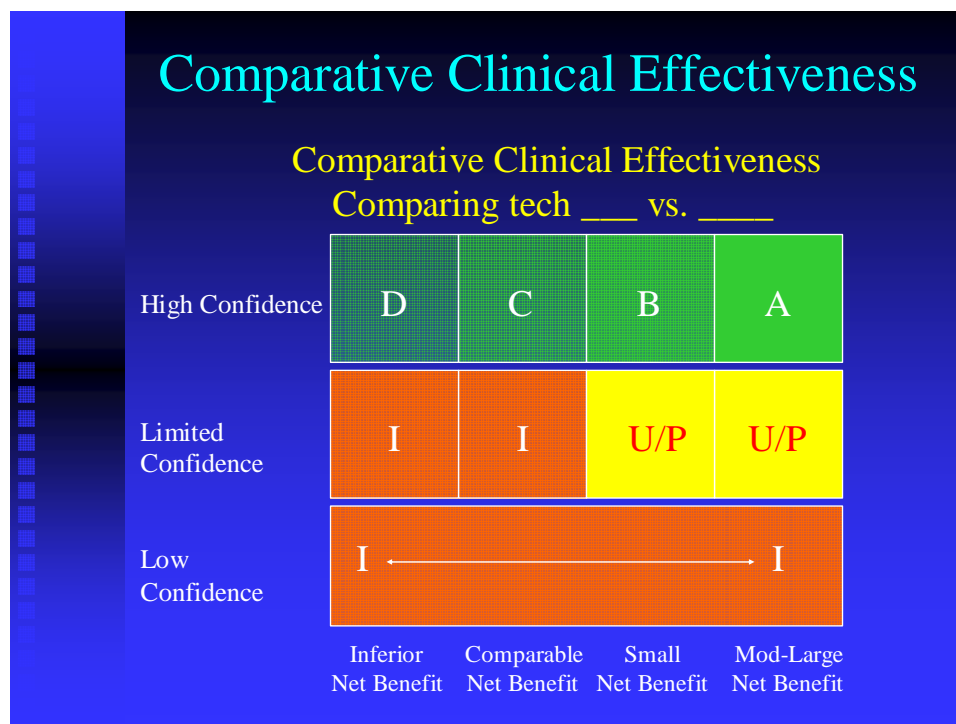 Comparative Clinical Effectiveness
Comparative Clinical Effectiveness
Comparing tech ___ vs. ____
High Confidence D C B A
Limited
Confidence
I I U/P U/P
Low
Confidence
I I
Inferior Comparable Small Mod-Large
Net Benefit Net Benefit Net Benefit Net Benefit